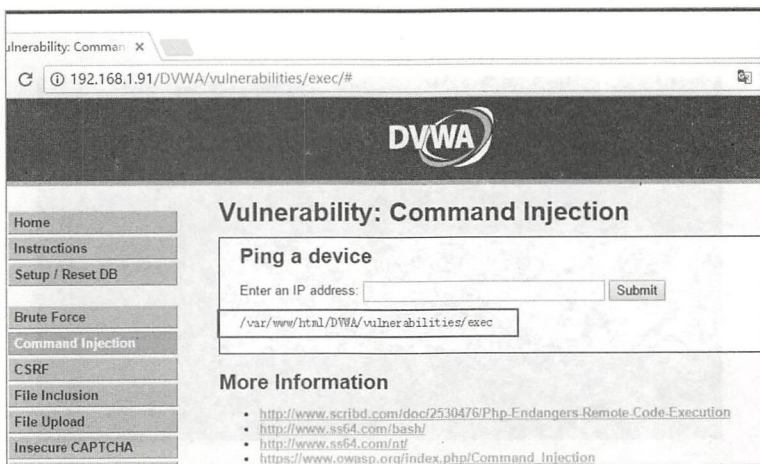 ulnerability: Comman ×
192.168.1.91/DVWA/vulnerabilities/exec/#
DVWA
Home
Instructions
Setup / Reset DB
Brute Force
Command Injection
CSRF
File Inclusion
File Upload
Insecure CAPTCHA
Vulnerability: Command Injection
Ping a device
Enter an IP address:
Submit
/var/www/html/DVWA/vulnerabilities/exec
More Information
http://www.scribd.com/doc/2530476/Php-Endangers-Remote-Code-Execution
http://www.ss64.com/bash/
http://www.ss64.com/nt/
https://www.owasp.org/index.php/Command_Injection